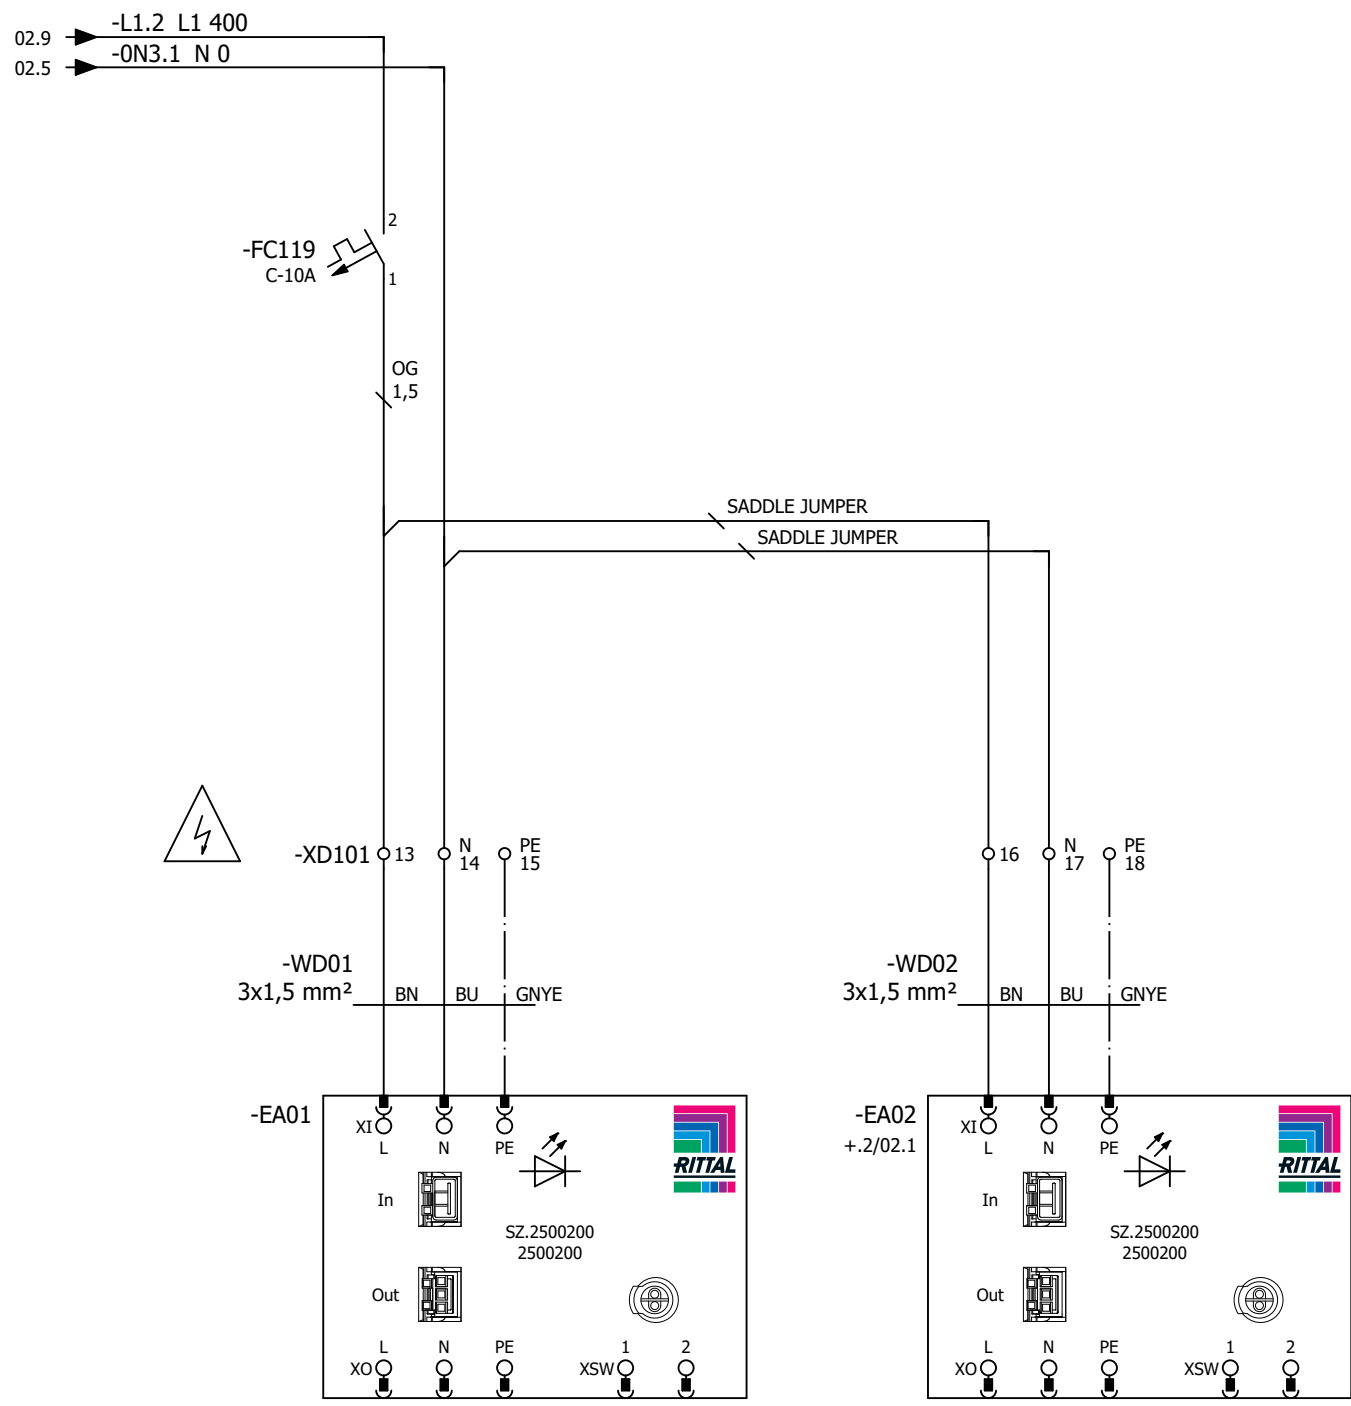 -L1.2 L1 400
02.9
-0N3.1 N 0
02.5
2
-FC119
C-10A
1
OG
1,5
SADDLE JUMPER
SADDLE JUMPER
-XD101 13 N 14 PE 15 16 N 17 PE 18
-WD01
3x1,5 mm² BN BU GNYE
-WD02
3x1,5 mm² BN BU GNYE
-EA01
XI
L N PE
RITTAL
In
SZ.2500200
2500200
Out
L N PE 1 2
XO XSW
-EA02
+.2/02.1
XI
L N PE
RITTAL
In
SZ.2500200
2500200
Out
L N PE 1 2
XO XSW